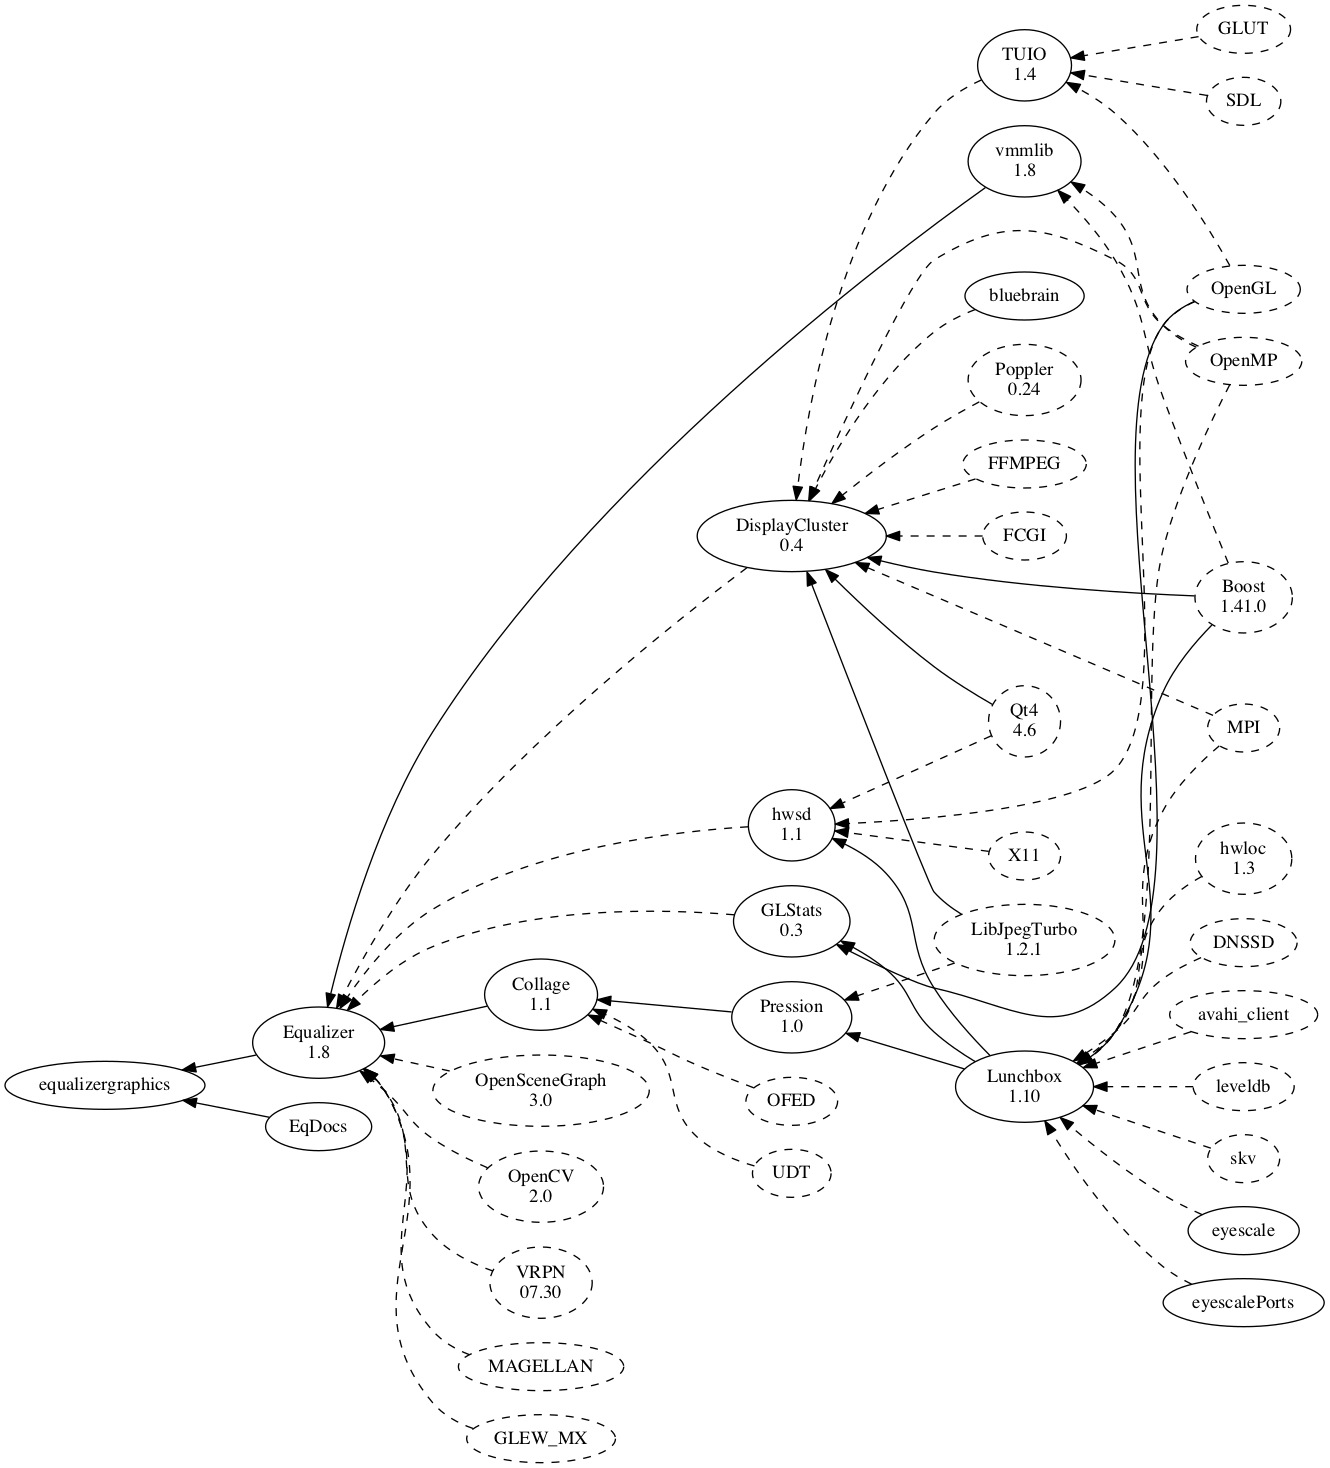 GLUT
TUIO
1.4
SDL
vmmlib
1.8
OpenGL
bluebrain
OpenMP
Poppler
0.24
FFMPEG
DisplayCluster
0.4
FCGI
Boost
1.41.0
Qt4
4.6
MPI
hwsd
1.1
X11
hwloc
1.3
GLStats
0.3
LibJpegTurbo
1.2.1
DNSSD
Collage
1.1
Pression
1.0
avahi_client
Equalizer
1.8
equalizergraphics
OpenSceneGraph
3.0
Lunchbox
1.10
leveldb
OFED
EqDocs
skv
UDT
OpenCV
2.0
eyescale
VRPN
07.30
eyescalePorts
MAGELLAN
GLEW_MX